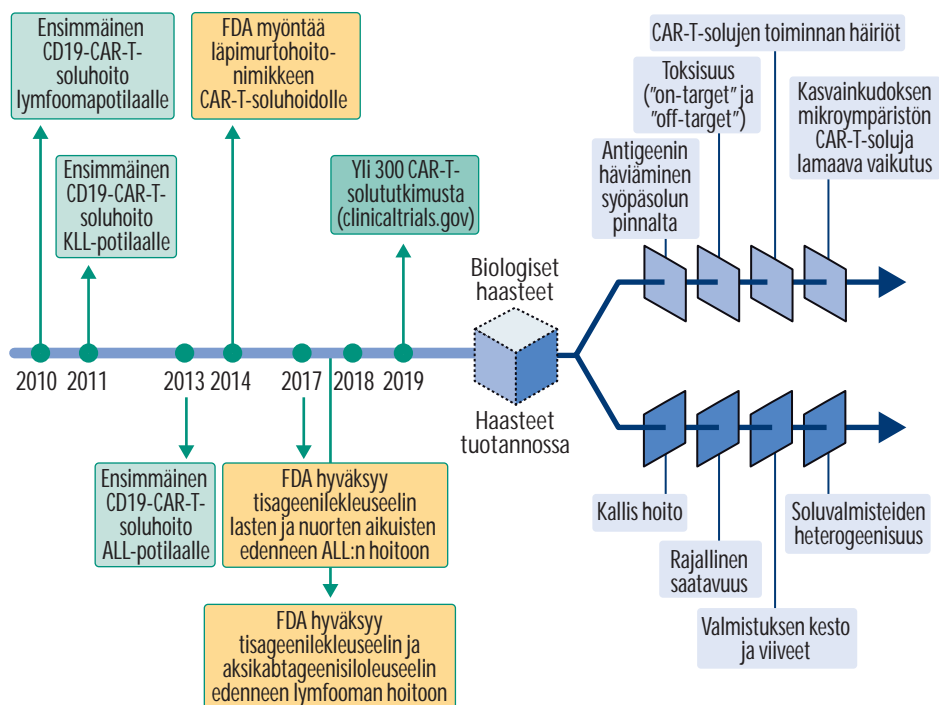 Ensimmäinen
CD19-CAR-T-
soluhoito
lymfoomapotilaalle
FDA myöntää
läpimurtohoito-
nimikkeen
CAR-T-soluhoidolle
Ensimmäinen
CD19-CAR-T-
soluhoito
KLL-potilaalle
Yli 300 CAR-T-
solututkimusta
(clinicaltrials.gov)
2010
2011
2013
2014
2017
2018
2019
Ensimmäinen
CD19-CAR-T-
soluhoito
ALL-potilaalle
FDA hyväksyy
tisageenilekleuseelin
lasten ja nuorten aikuisten
edenneen ALL:n hoitoon
FDA hyväksyy
tisageenilekleuseelin ja
aksikabtageenisiloleuseelin
edenneen lymfooman hoitoon
Biologiset
haasteet
Haasteet
tuotannossa
Antigeenin
häviäminen
syöpäsolun
pinnalta
Toksisuus
("on-target" ja
"off-target")
CAR-T-solujen toiminnan häiriöt
Kasvainkudoksen
mikroympäristön
CAR-T-soluja
lamaava vaikutus
Kallis hoito
Rajallinen
saatavuus
Valmistuksen kesto
ja viiveet
Soluvalmisteiden
heterogeenisuus